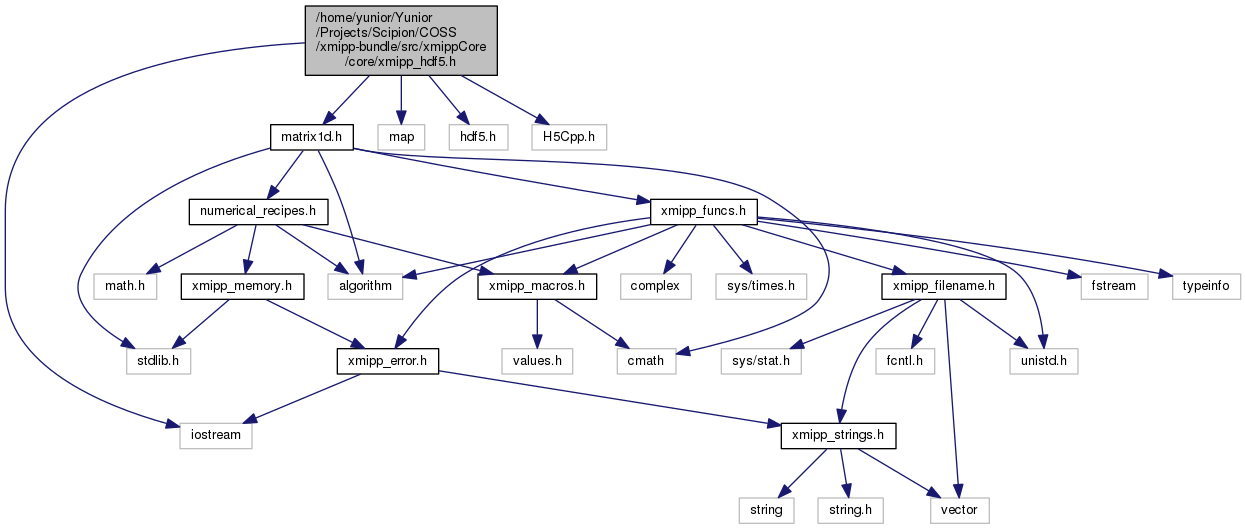 /home/yunior/Yunior
/Projects/Scipion/COSS
/xmipp-bundle/src/xmippCore
/core/xmipp_hdf5.h
matrix1d.h
map
hdf5.h
H5Cpp.h
numerical_recipes.h
xmipp_funcs.h
math.h
xmipp_memory.h
algorithm
xmipp_macros.h
complex
sys/times.h
xmipp_filename.h
fstream
typeinfo
stdlib.h
xmipp_error.h
values.h
cmath
sys/stat.h
fcntl.h
unistd.h
iostream
xmipp_strings.h
string
string.h
vector